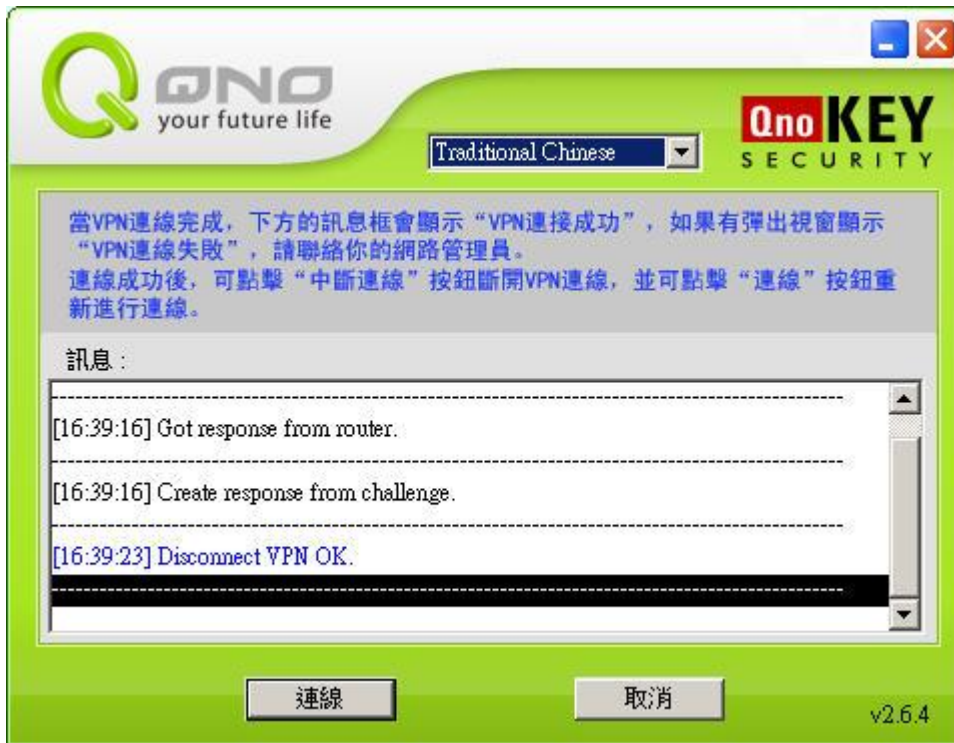 QNO
your future life
Qno KEY
SECURITY
Traditional Chinese
當VPN連線完成，下方的訊息框會顯示“VPN連接成功”，如果有彈出視窗顯示
“VPN連線失敗”，請聯絡你的網路管理員。
連線成功後，可點擊“中斷連線”按鈕斷開VPN連線，並可點擊“連線”按鈕重
新進行連線。
訊息：
[16:39:16] Got response from router.
[16:39:16] Create response from challenge.
[16:39:23] Disconnect VPN OK.
連線
取消
v2.6.4